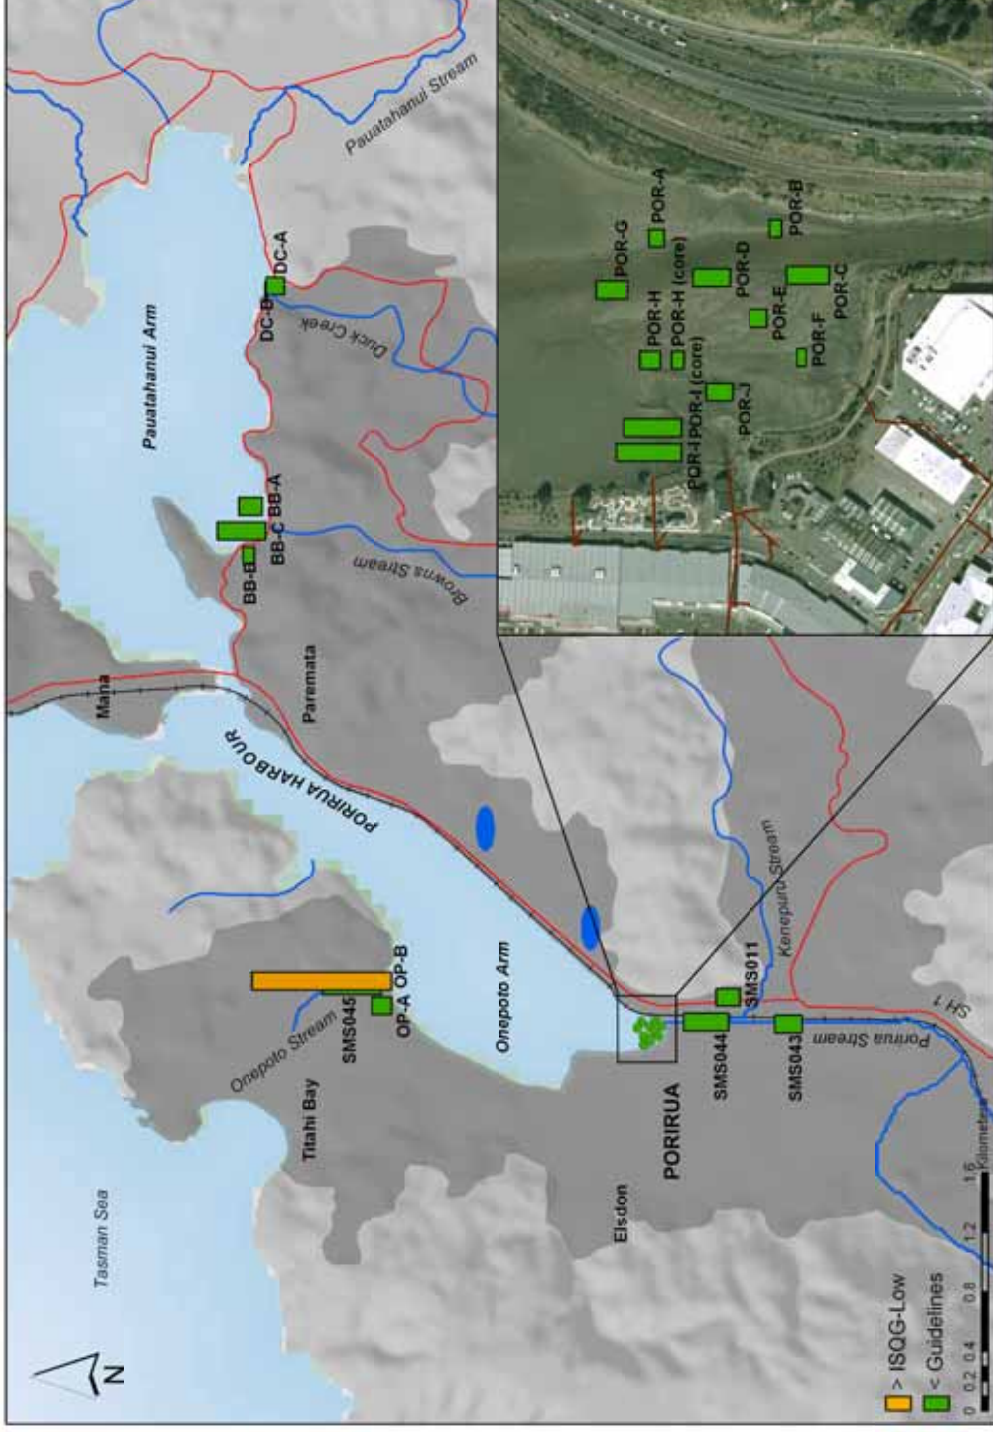 Tasman Sea
N
Titahi Bay
Onepoto Stream
SMS045
OP-A
OP-B
Onepoto Arm
Elsdon
PORIRUA
PORIRUA HARBOUR
Mana
Paremata
Pauatahanui Arm
BB-C
BB-A
Browns Stream
DC-B
DC-A
Duck Creek
Pauatahanui Stream
SMS011
SMS044
SMS043
Kenepuru Stream
Porirua Stream
SH 1
POR-G
POR-A
POR-H
POR-H (core)
POR-D
POR-B
POR-I
POR-I (core)
POR-J
POR-E
POR-C
POR-F
> ISQG-Low
< Guidelines
0 0.2 0.4 0.8 1.2 1.6
Kilometres